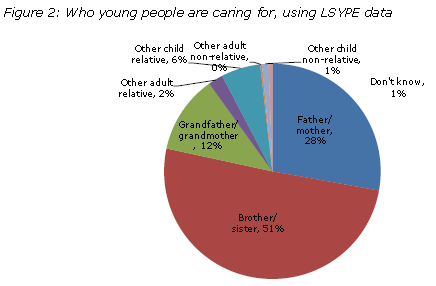 Figure 2: Who young people are caring for, using LSYPE data
Other child
relative, 6%
Other adult
non-relative,
0%
Other child
non-relative,
1%
Don't know,
1%
Other adult
relative, 2%
Grandfather/
grandmother
, 12%
Father/
mother,
28%
Brother/
sister, 51%